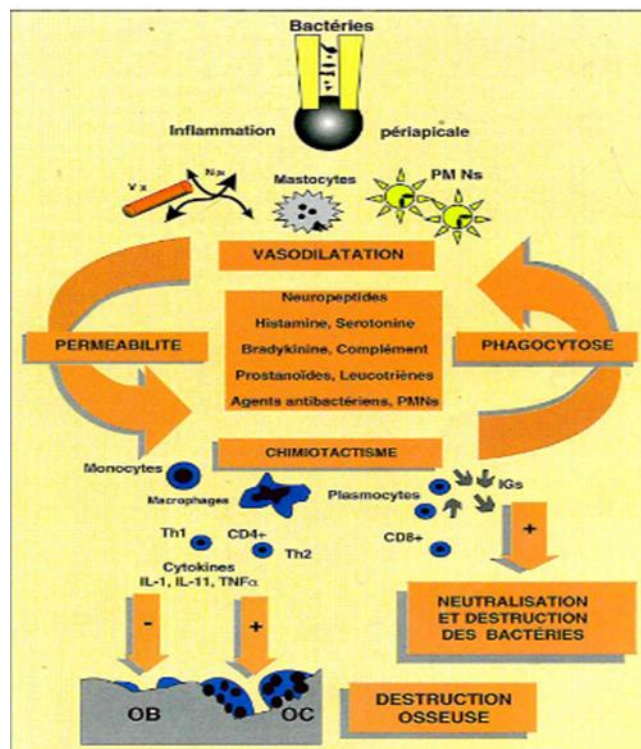 Bactéries
Inflammation périapicale
Vx
Nx
Mastocytes
PM Ns
VASODILATATION
Neuropeptides
Histamine, Serotonine
PERMEABILITE
Bradykinine, Complément
PHAGOCYTOSE
Prostanoïdes, Leucotriènes
Agents antibactériens, PMNs
CHIMIOTACTISME
Monocytes
Macrophages
Plasmocytes
IGs
Th1
CD4+
Th2
CD8+
+
Cytokines
IL-1, IL-11, TNFα
NEUTRALISATION
ET DESTRUCTION
DES BACTÉRIES
-
+
OB
OC
DESTRUCTION
OSSEUSE